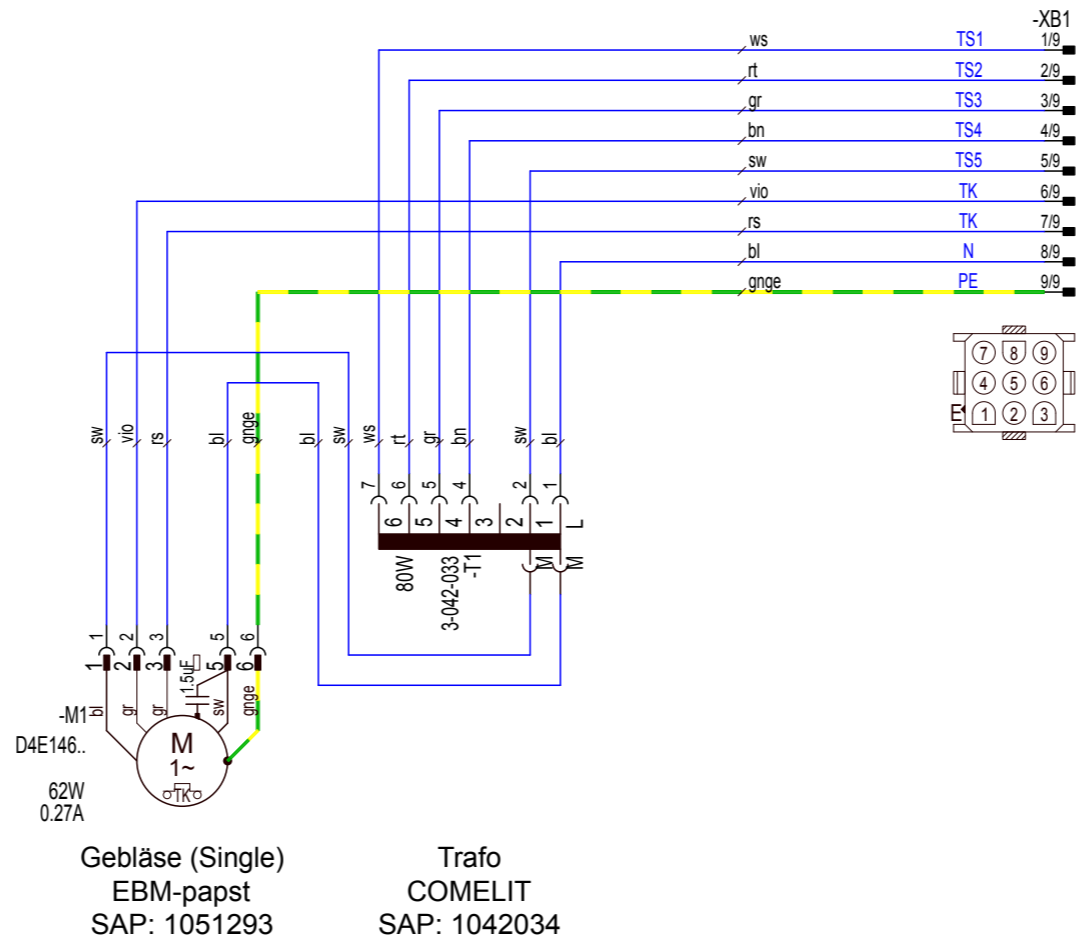 -XB1
ws TS1 1/9
rt TS2 2/9
gr TS3 3/9
bn TS4 4/9
sw TS5 5/9
vio TK 6/9
rs TK 7/9
bl N 8/9
gnge PE 9/9
7 8 9
4 5 6
E 1 2 3
sw vio rs bl gnge bl sw ws rt gr bn sw bl
7 6 5 4 2 1
6 5 4 3 2 1 L
80W
3-042-033
-T1
M M
1 2 3 5 6
1 2 3 5 6
1.5uF
bl gr gr sw gnge
-M1
D4E146..
62W
0.27A
M
1~
TK
Gebläse (Single)
EBM-papst
SAP: 1051293
Trafo
COMELIT
SAP: 1042034